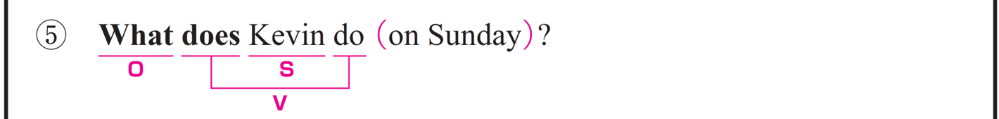 ⑤ What does Kevin do (on Sunday)?
O S
V